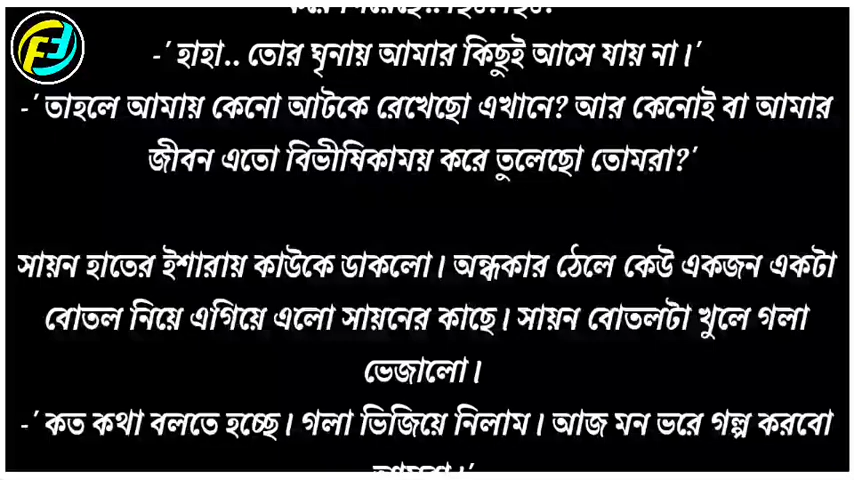 -' হাহা.. তোর ঘৃনায় আমার কিছুই আসে যায় না।'
-' তাহলে আমায় কেনো আটকে রেখেছো এখানে? আর কেনোই বা আমার
জীবন এতো বিভীষিকাময় করে তুলেছো তোমরা?'
সায়ন হাতের ইশারায় কাউকে ডাকলো। অন্ধকার ঠেলে কেউ একজন একটা
বোতল নিয়ে এগিয়ে এলো সায়নের কাছে। সায়ন বোতলটা খুলে গলা
ভেজালো।
-' কত কথা বলতে হচ্ছে। গলা ভিজিয়ে নিলাম। আজ মন ভরে গল্প করবো